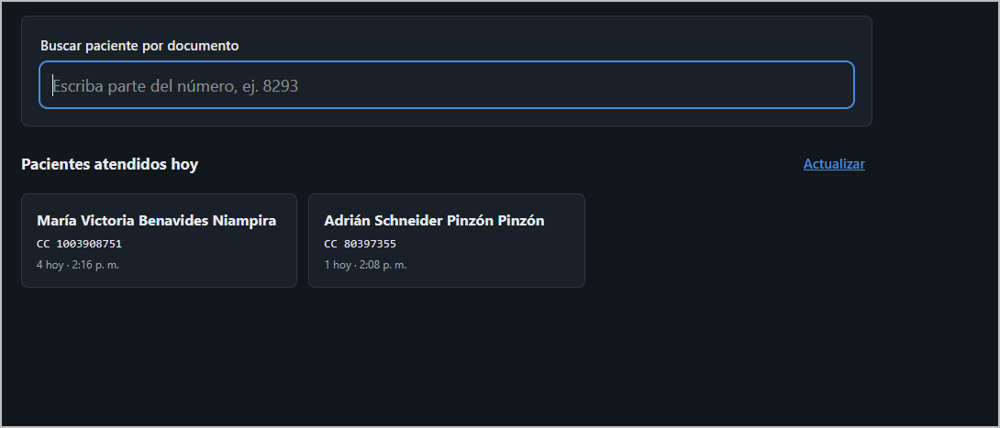 Buscar paciente por documento
Escriba parte del número, ej. 8293
Pacientes atendidos hoy
Actualizar
María Victoria Benavides Niampira
CC 1003908751
4 hoy · 2:16 p. m.
Adrián Schneider Pinzón Pinzón
CC 80397355
1 hoy · 2:08 p. m.